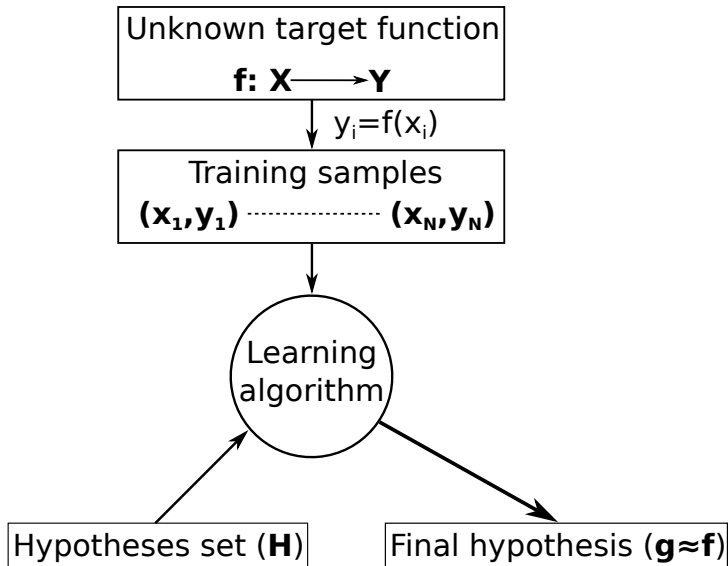 Unknown target function
f: X Y
yᵢ=f(xᵢ)
Training samples
(x₁,y₁) (x_N,y_N)
Learning
algorithm
Hypotheses set (H)
Final hypothesis (g≈f)